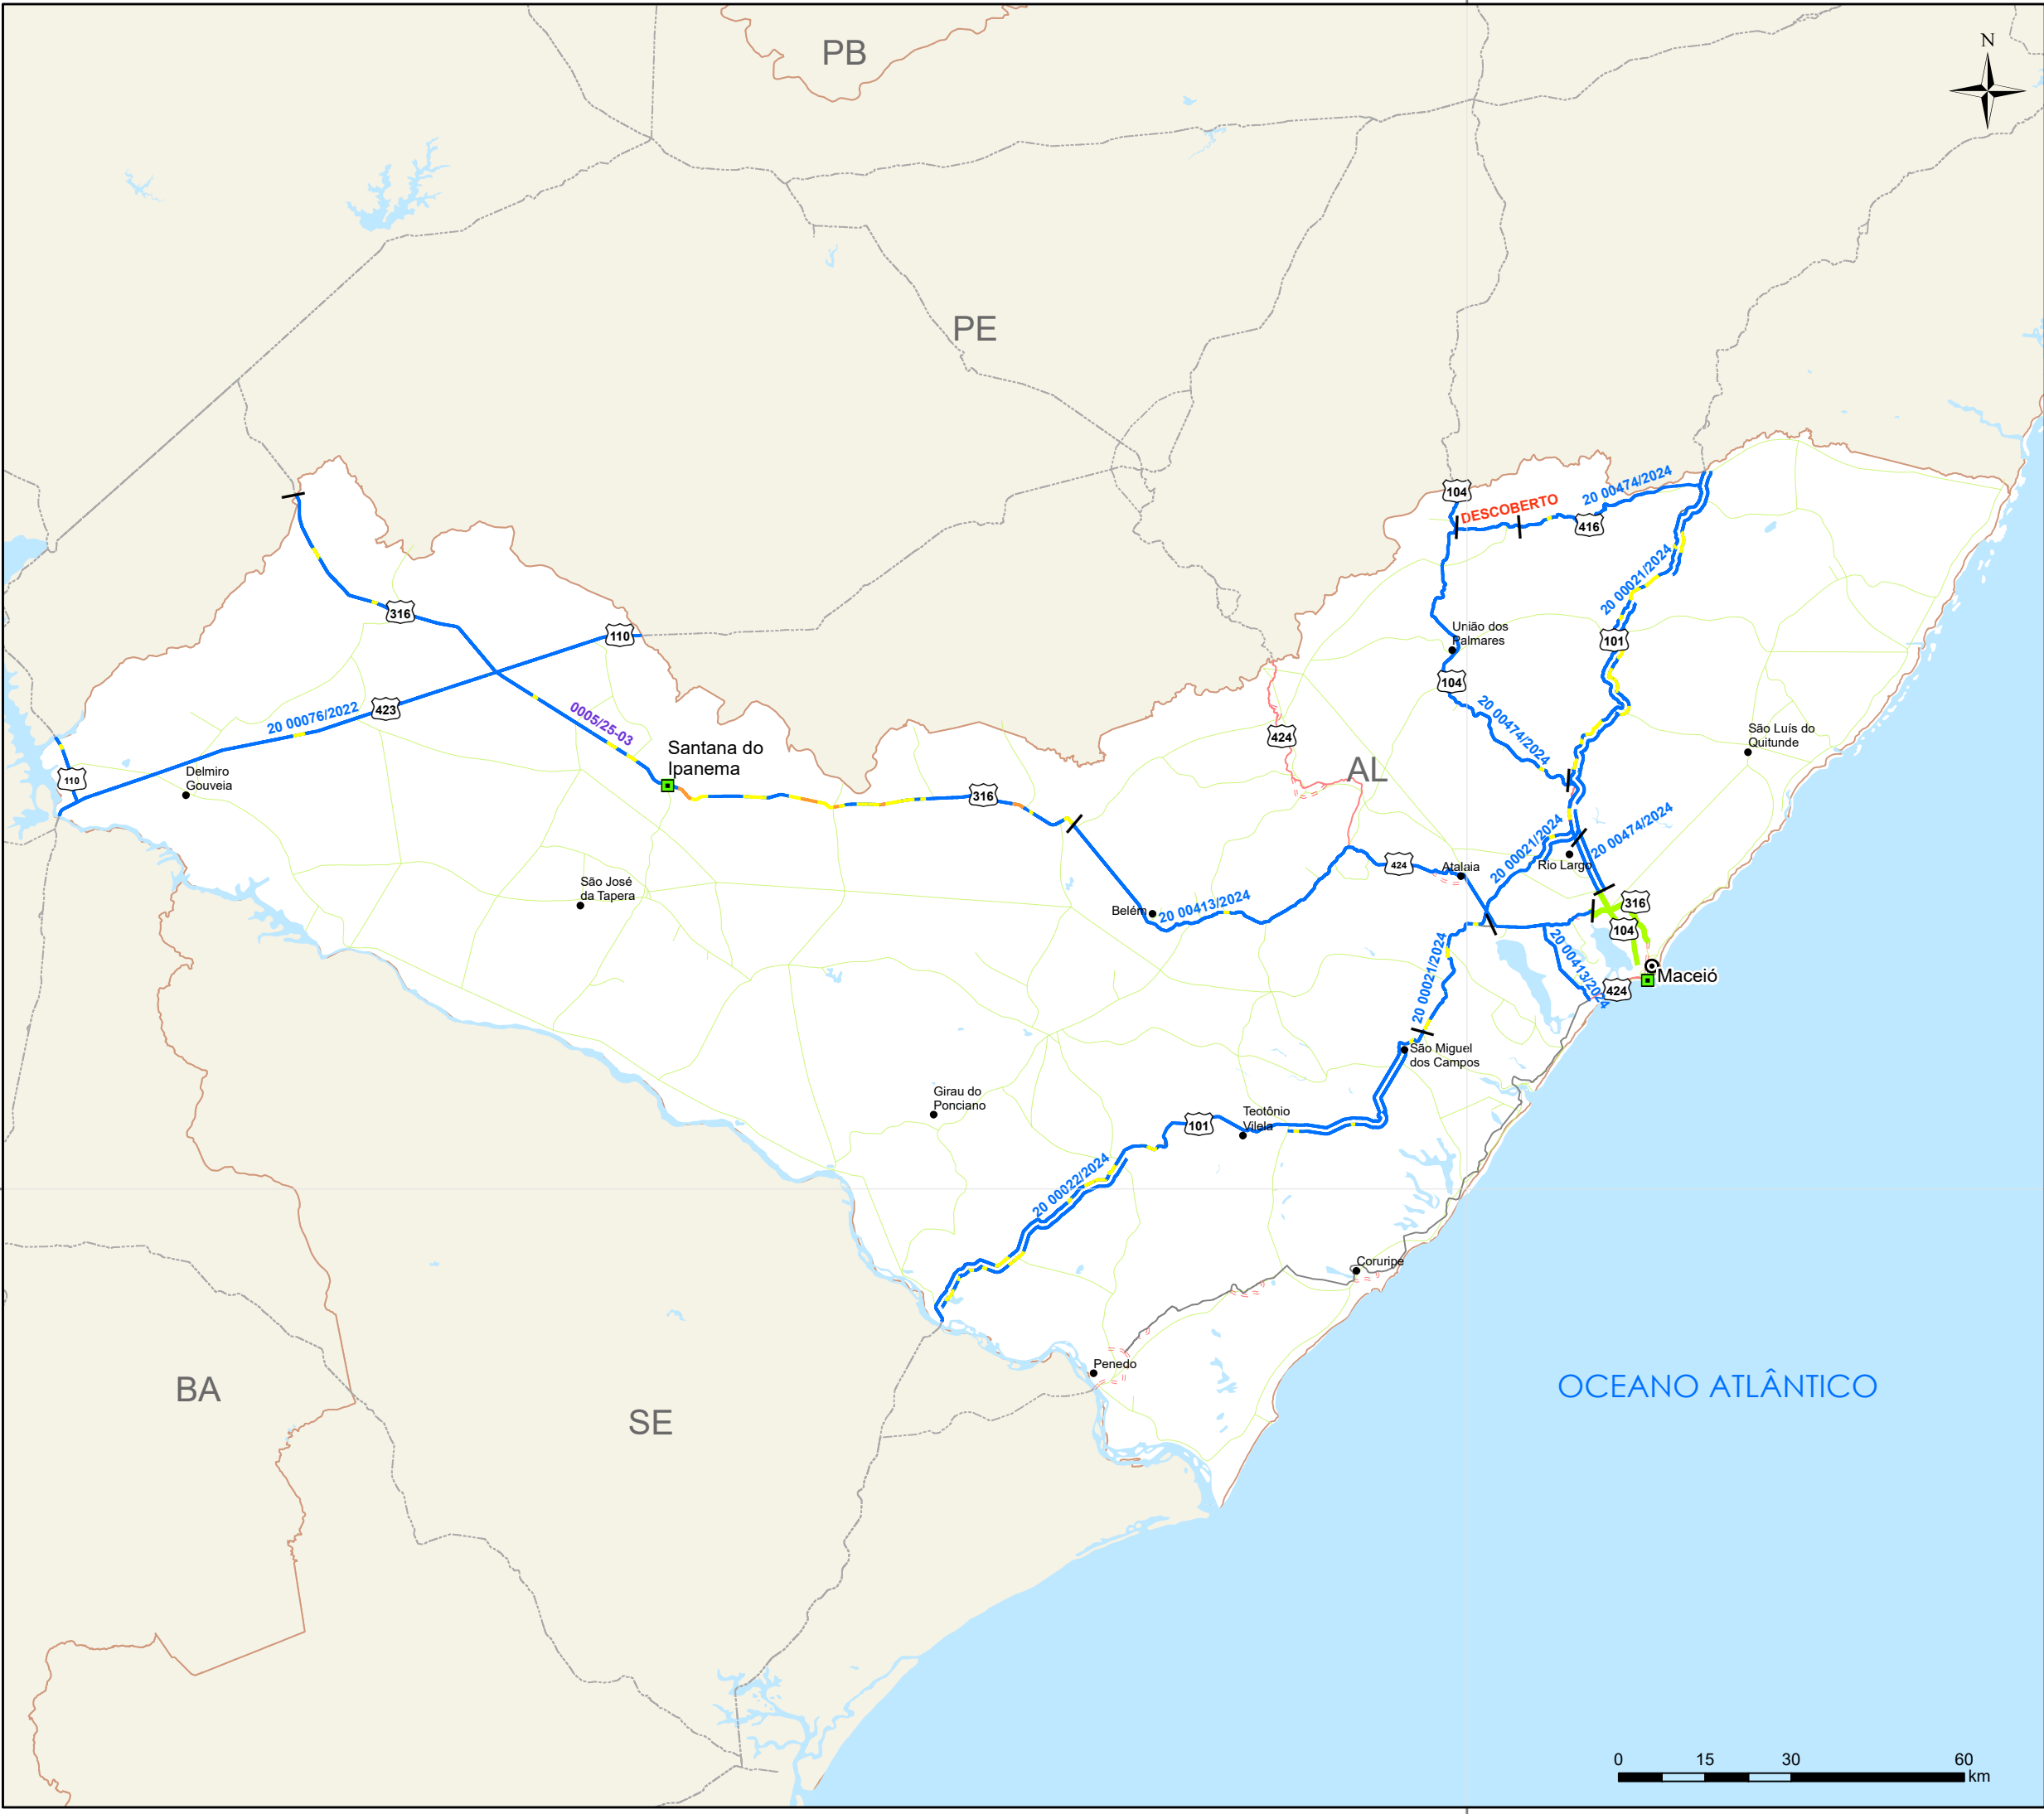 PB
N
PE
104
20 00474/2024
DESCOBERTO
416
20 00021/2024
316
110
União dos
Palmares
101
104
20 00076/2022
423
0005/25-03
20 00474/2024
424
São Luís do
Quitunde
Santana do
Ipanema
AL
110
Delmiro
Gouveia
316
20 00021/2024
20 00474/2024
Rio Largo
424
Atalaia
São José
da Tapera
Belém
20 00413/2024
316
104
20 00413/2024
20 00021/2024
Maceió
424
São Miguel
dos Campos
Girau do
Ponciano
Teotônio
Vilela
101
20 00022/2024
Coruripe
Penedo
BA
SE
OCEANO ATLÂNTICO
0 15 30 60
km